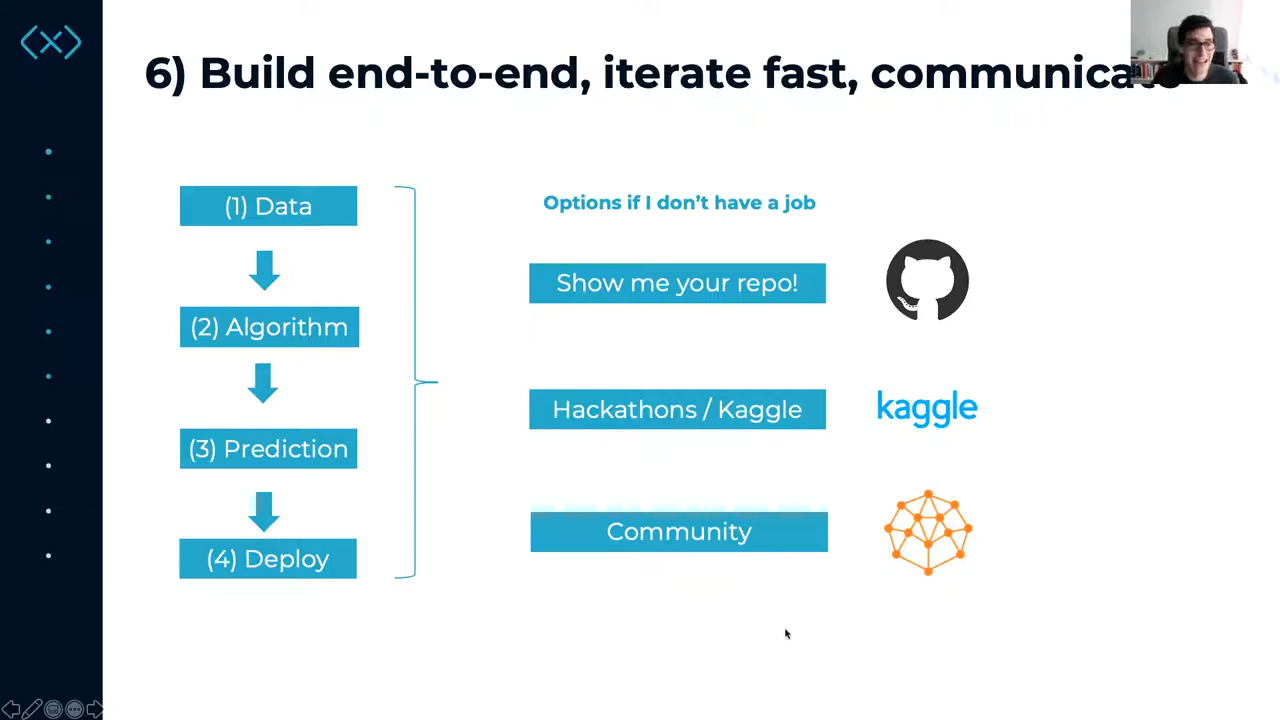 6) Build end-to-end, iterate fast, communicate
(1) Data
(2) Algorithm
(3) Prediction
(4) Deploy
Options if I don't have a job
Show me your repo!
Hackathons / Kaggle
kaggle
Community